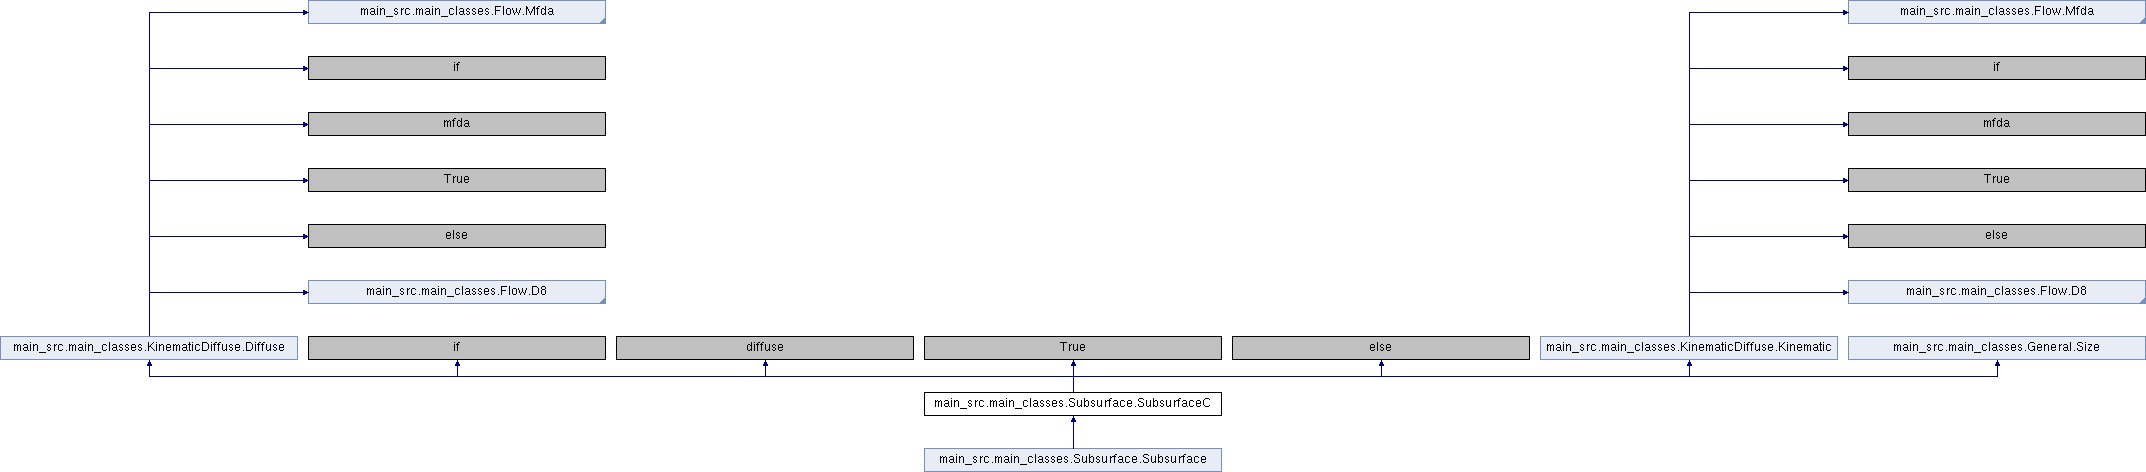 main_src.main_classes.Flow.Mfda
main_src.main_classes.Flow.Mfda
if
if
mfda
mfda
True
True
else
else
main_src.main_classes.Flow.D8
main_src.main_classes.Flow.D8
main_src.main_classes.KinematicDiffuse.Diffuse
if
diffuse
True
else
main_src.main_classes.KinematicDiffuse.Kinematic
main_src.main_classes.General.Size
main_src.main_classes.Subsurface.SubsurfaceC
main_src.main_classes.Subsurface.Subsurface